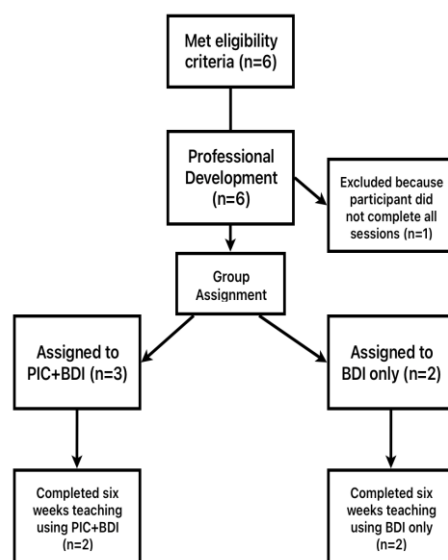 Met eligibility
criteria (n=6)
Professional
Development
(n=6)
Excluded because
participant did
not complete all
sessions (n=1)
Group
Assignment
Assigned to
PIC+BDI (n=3)
Assigned to
BDI only (n=2)
Completed six
weeks teaching
using PIC+BDI
(n=2)
Completed six
weeks teaching
using BDI only
(n=2)